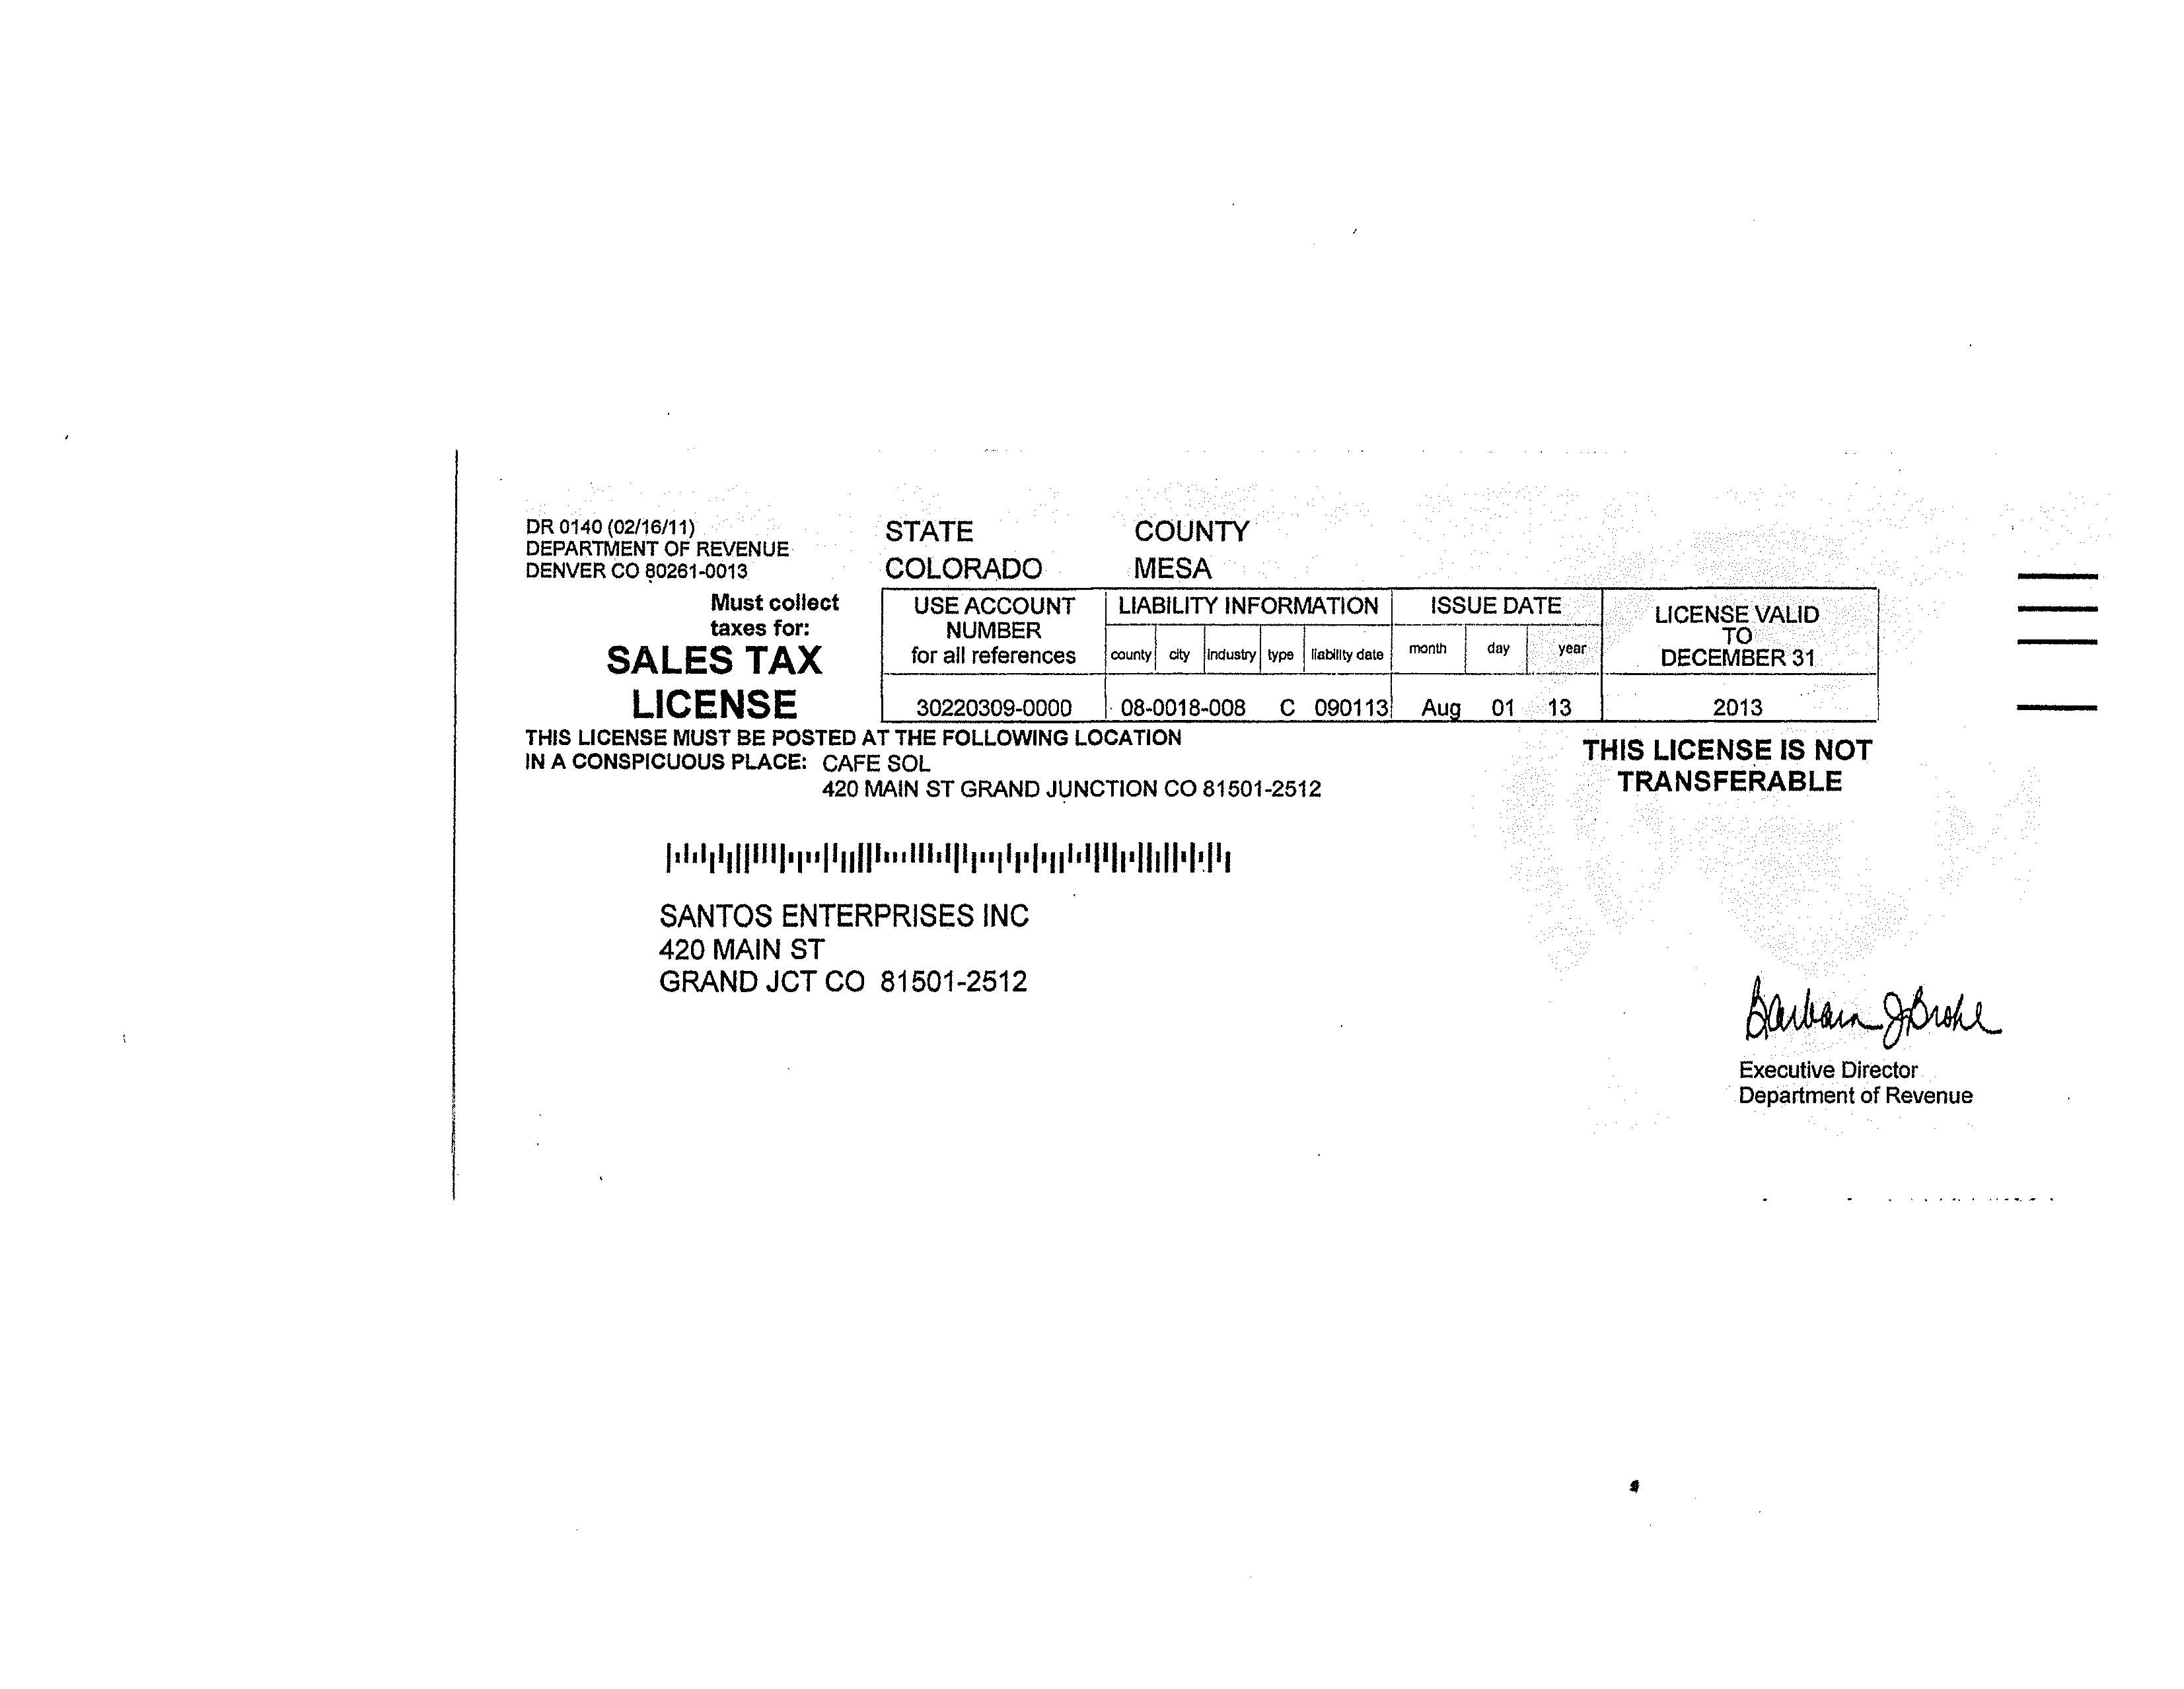 DR 0140 (02/16/11)
DEPARTMENT OF REVENUE
DENVER CO 80261-0013
STATE
COLORADO
COUNTY
MESA
Must collect
taxes for:
SALES TAX
LICENSE
USE ACCOUNT
NUMBER
for all references
LIABILITY INFORMATION
ISSUE DATE
LICENSE VALID
TO
DECEMBER 31
county city industry type liability date month day year
30220309-0000 08-0018-008 C 090113 Aug 01 13 2013
THIS LICENSE MUST BE POSTED AT THE FOLLOWING LOCATION
IN A CONSPICUOUS PLACE: CAFE SOL
420 MAIN ST GRAND JUNCTION CO 81501-2512
THIS LICENSE IS NOT
TRANSFERABLE
SANTOS ENTERPRISES INC
420 MAIN ST
GRAND JCT CO 81501-2512
Barbara J Brohl
Executive Director
Department of Revenue